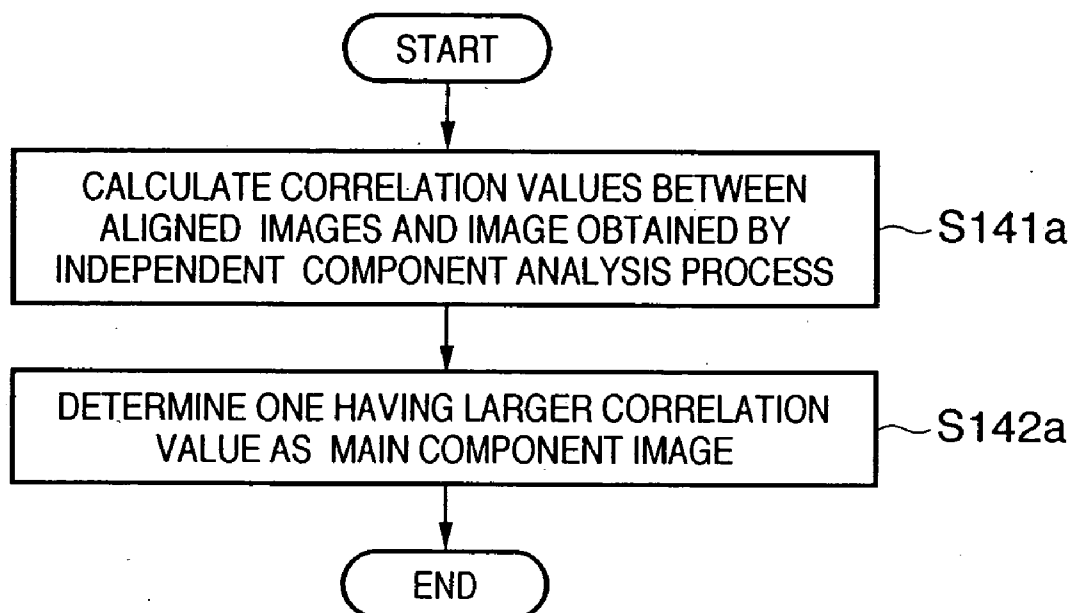 START
CALCULATE CORRELATION VALUES BETWEEN
ALIGNED IMAGES AND IMAGE OBTAINED BY
INDEPENDENT COMPONENT ANALYSIS PROCESS
S141a
DETERMINE ONE HAVING LARGER CORRELATION
VALUE AS MAIN COMPONENT IMAGE
S142a
END